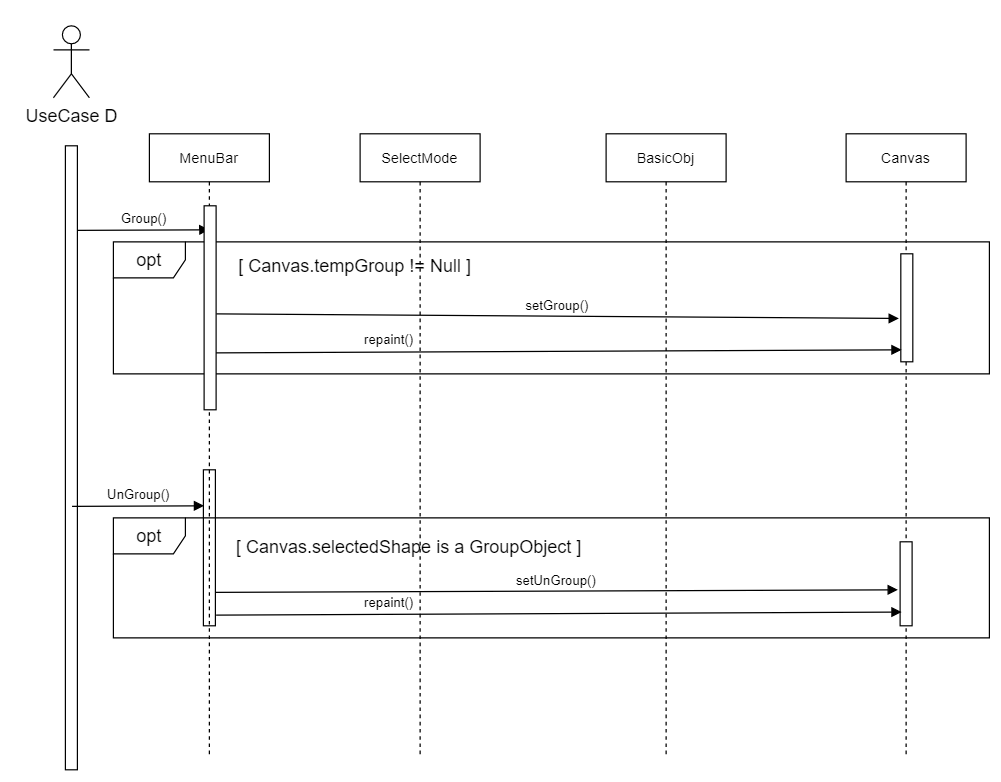 UseCase D
MenuBar
SelectMode
BasicObj
Canvas
Group()
opt
[ Canvas.tempGroup != Null ]
setGroup()
repaint()
UnGroup()
opt
[ Canvas.selectedShape is a GroupObject ]
setUnGroup()
repaint()